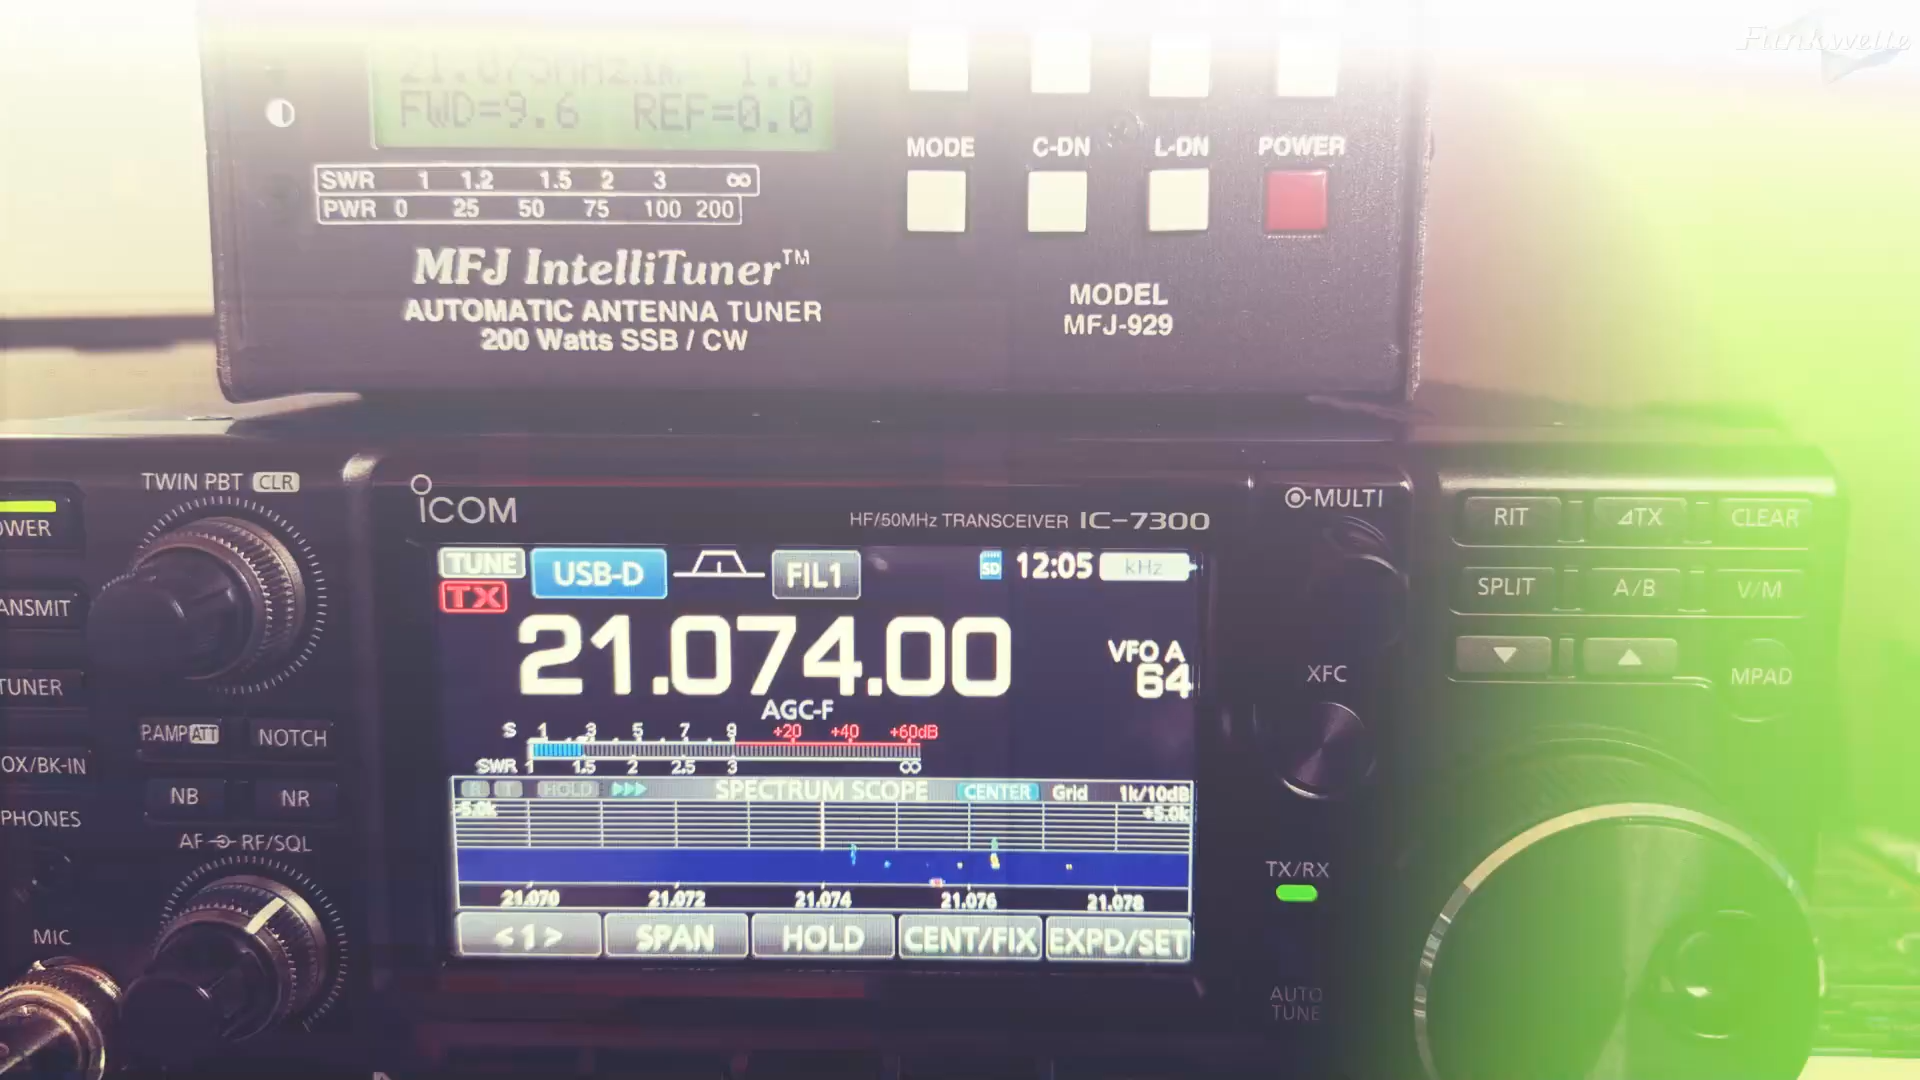 Funkwelle
21.075MHz 1.0
FWD=9.6 REF=0.0
MODE C-DN L-DN POWER
SWR 1 1.2 1.5 2 3 ∞
PWR 0 25 50 75 100 200
MFJ IntelliTuner™
AUTOMATIC ANTENNA TUNER
200 Watts SSB / CW
MODEL
MFJ-929
TWIN PBT CLR
ICOM
HF/50MHz TRANSCEIVER IC-7300
MULTI
RIT ⊿TX CLEAR
TUNE USB-D FIL1 SD 12:05 kHz
TX
21.074.00
VFO A
64
SPLIT A/B V/M
XFC
MPAD
TUNER
AGC-F
P.AMP ATT NOTCH
S 1 3 5 7 9 +20 +40 +60dB
SWR 1 1.5 2 2.5 3 ∞
OX/BK-IN
NB NR
R T HOLD SPECTRUM SCOPE CENTER Grid 1k/10dB
-5.0k +5.0k
PHONES
AF RF/SQL
TX/RX
21.070 21.072 21.074 21.076 21.078
<1> SPAN HOLD CENT/FIX EXPD/SET
MIC
AUTO
TUNE